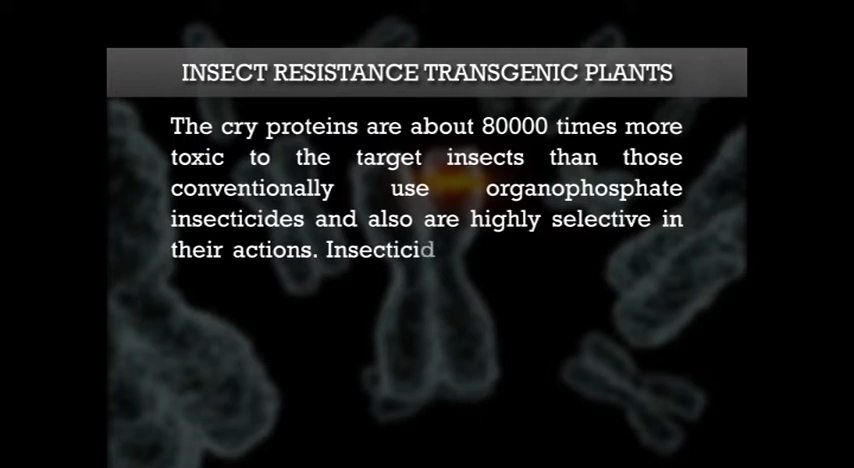 INSECT RESISTANCE TRANSGENIC PLANTS
The cry proteins are about 80000 times more
toxic to the target insects than those
conventionally use organophosphate
insecticides and also are highly selective in
their actions. Insecticid